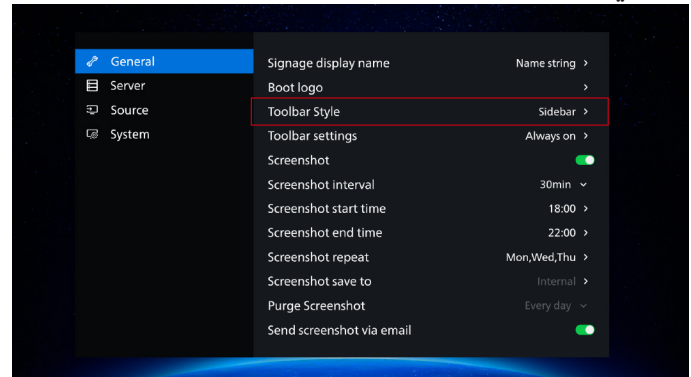 General
Server
Source
System
Signage display name Name string >
Boot logo >
Toolbar Style Sidebar >
Toolbar settings Always on >
Screenshot
Screenshot interval 30min
Screenshot start time 18:00 >
Screenshot end time 22:00 >
Screenshot repeat Mon,Wed,Thu >
Screenshot save to Internal >
Purge Screenshot Every day
Send screenshot via email